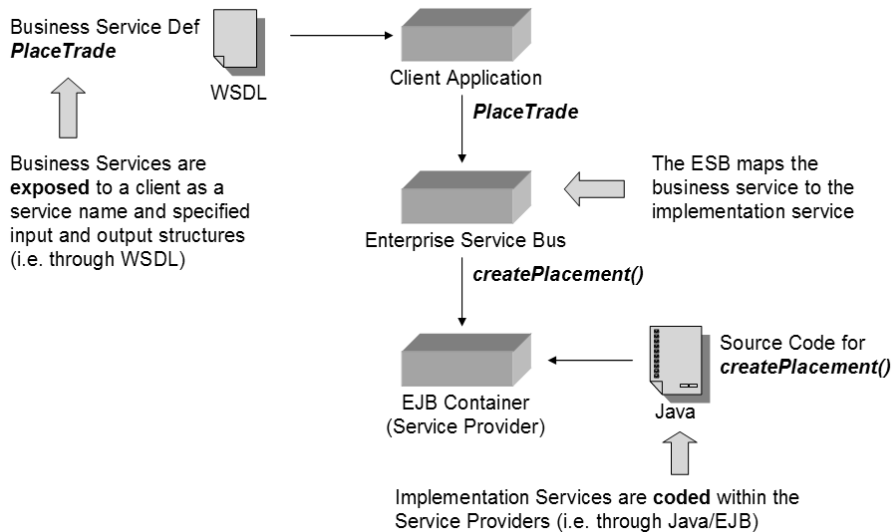 Business Service Def
PlaceTrade
WSDL
Client Application
PlaceTrade
Business Services are
exposed to a client as a
service name and specified
input and output structures
(i.e. through WSDL)
The ESB maps the
business service to the
implementation service
Enterprise Service Bus
createPlacement()
Source Code for
createPlacement()
Java
EJB Container
(Service Provider)
Implementation Services are coded within the
Service Providers (i.e. through Java/EJB)